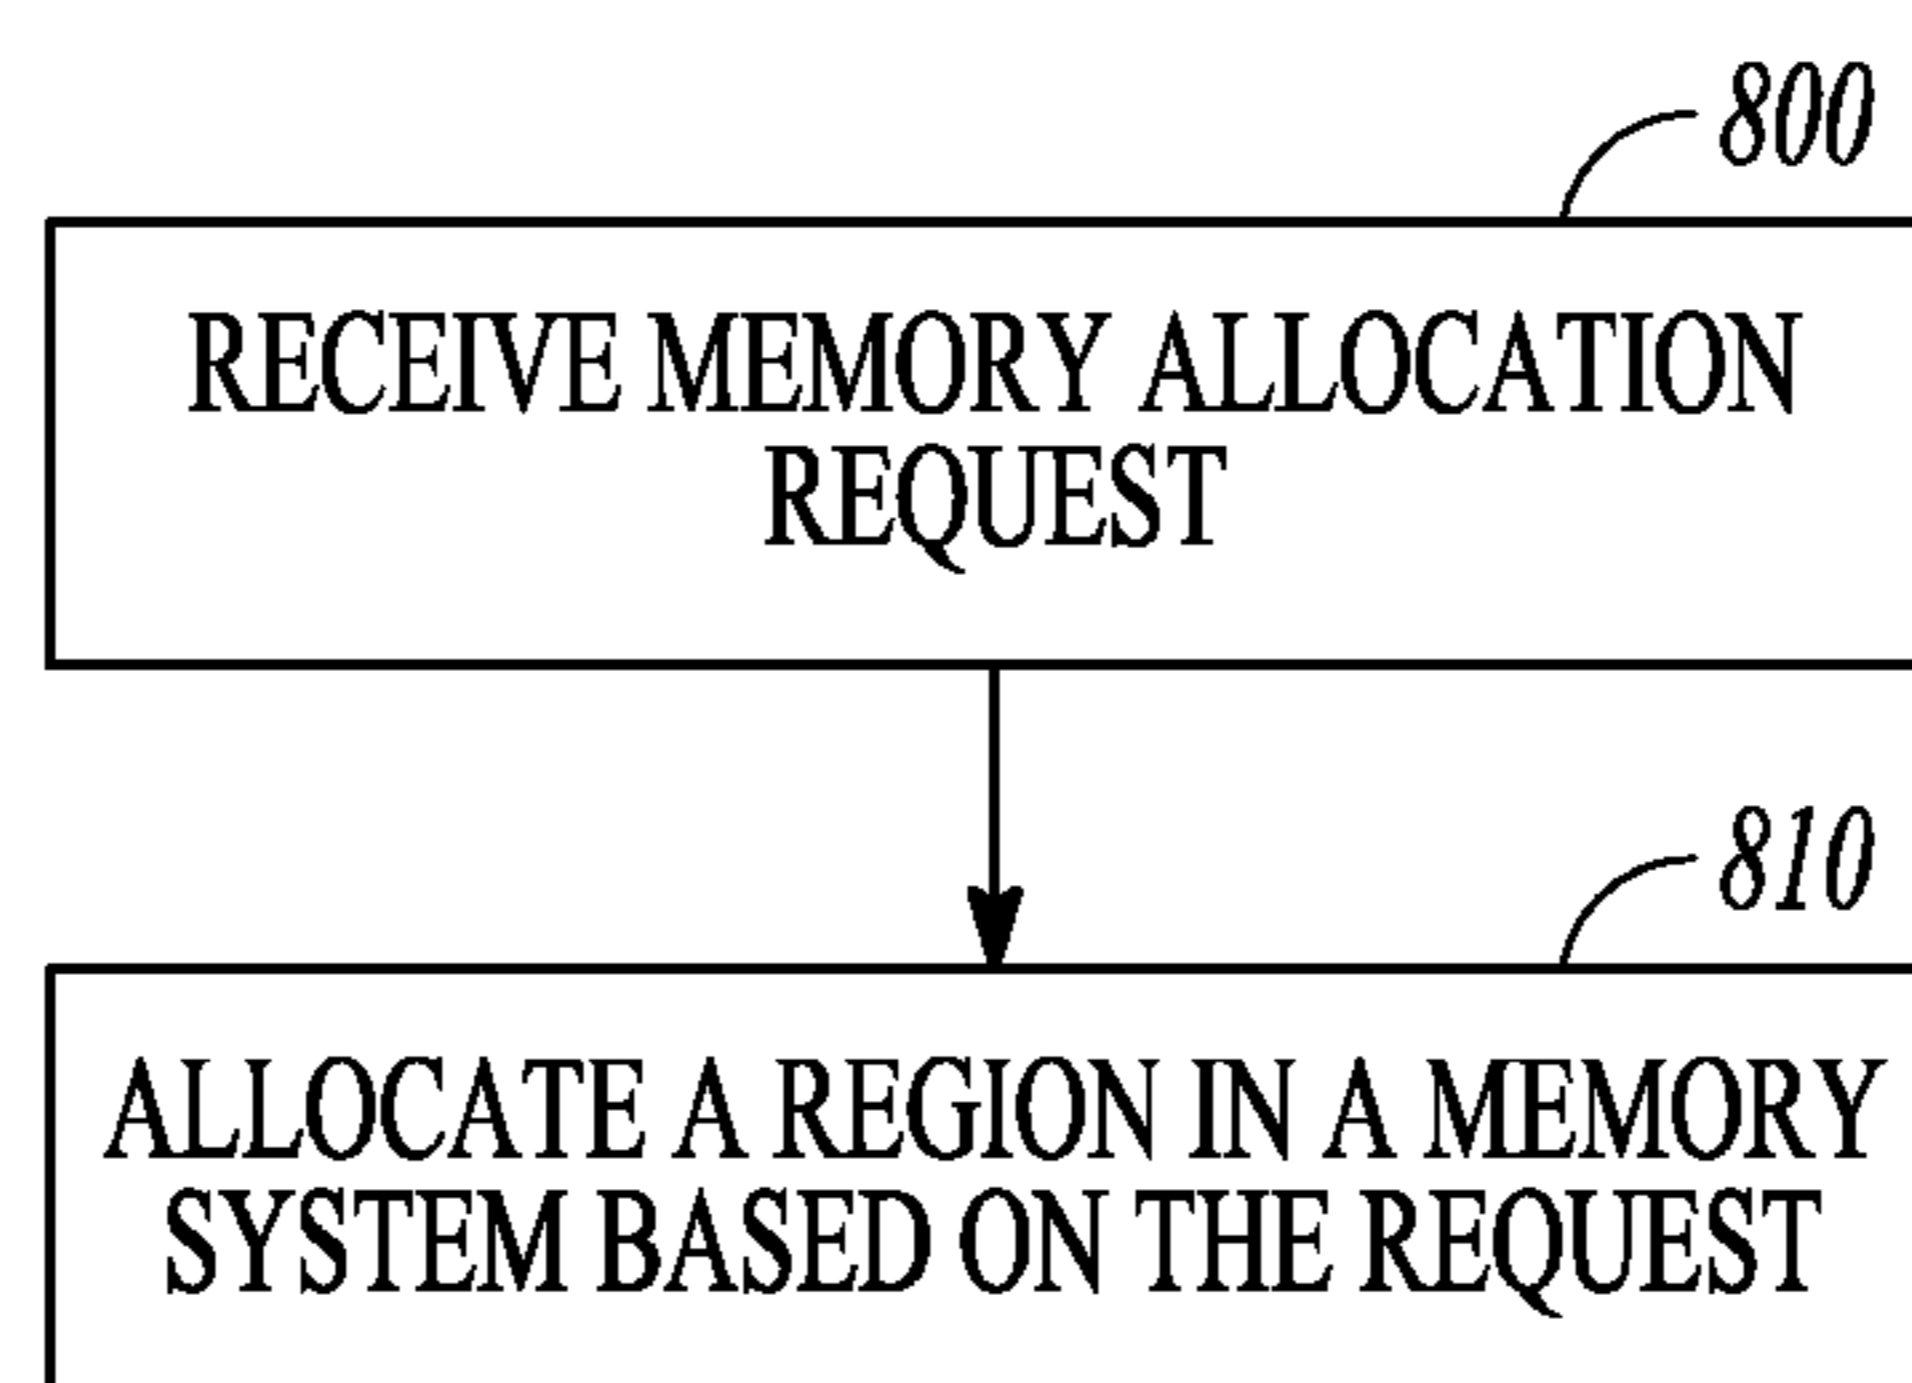 800
RECEIVE MEMORY ALLOCATION
REQUEST
810
ALLOCATE A REGION IN A MEMORY
SYSTEM BASED ON THE REQUEST